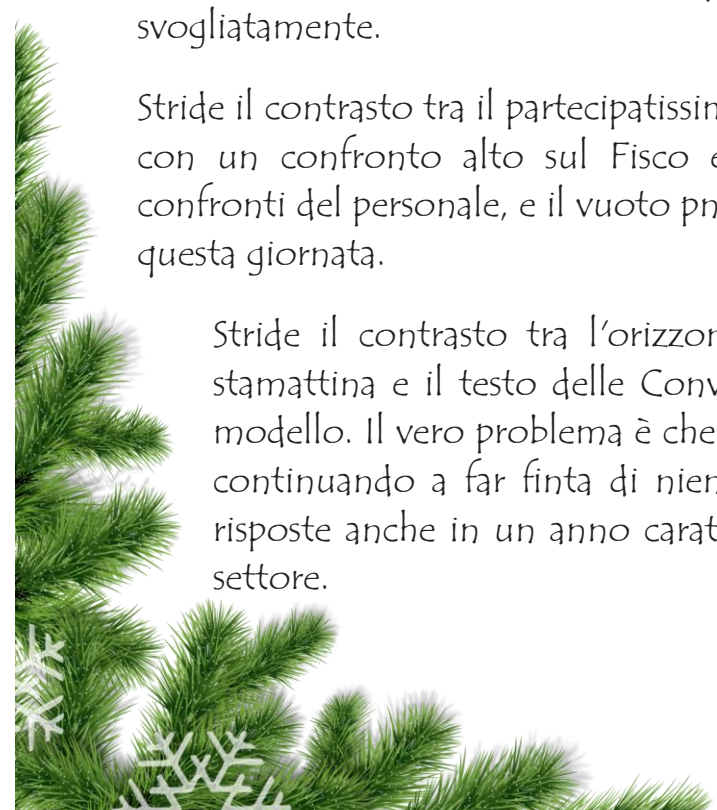 svogliatamente.
Stride il contrasto tra il partecipatissim
con un confronto alto sul Fisco e
confronti del personale, e il vuoto pn
questa giornata.
Stride il contrasto tra l'orizzon
stamattina e il testo delle Conv
modello. Il vero problema è che
continuando a far finta di nien
risposte anche in un anno carat
settore.